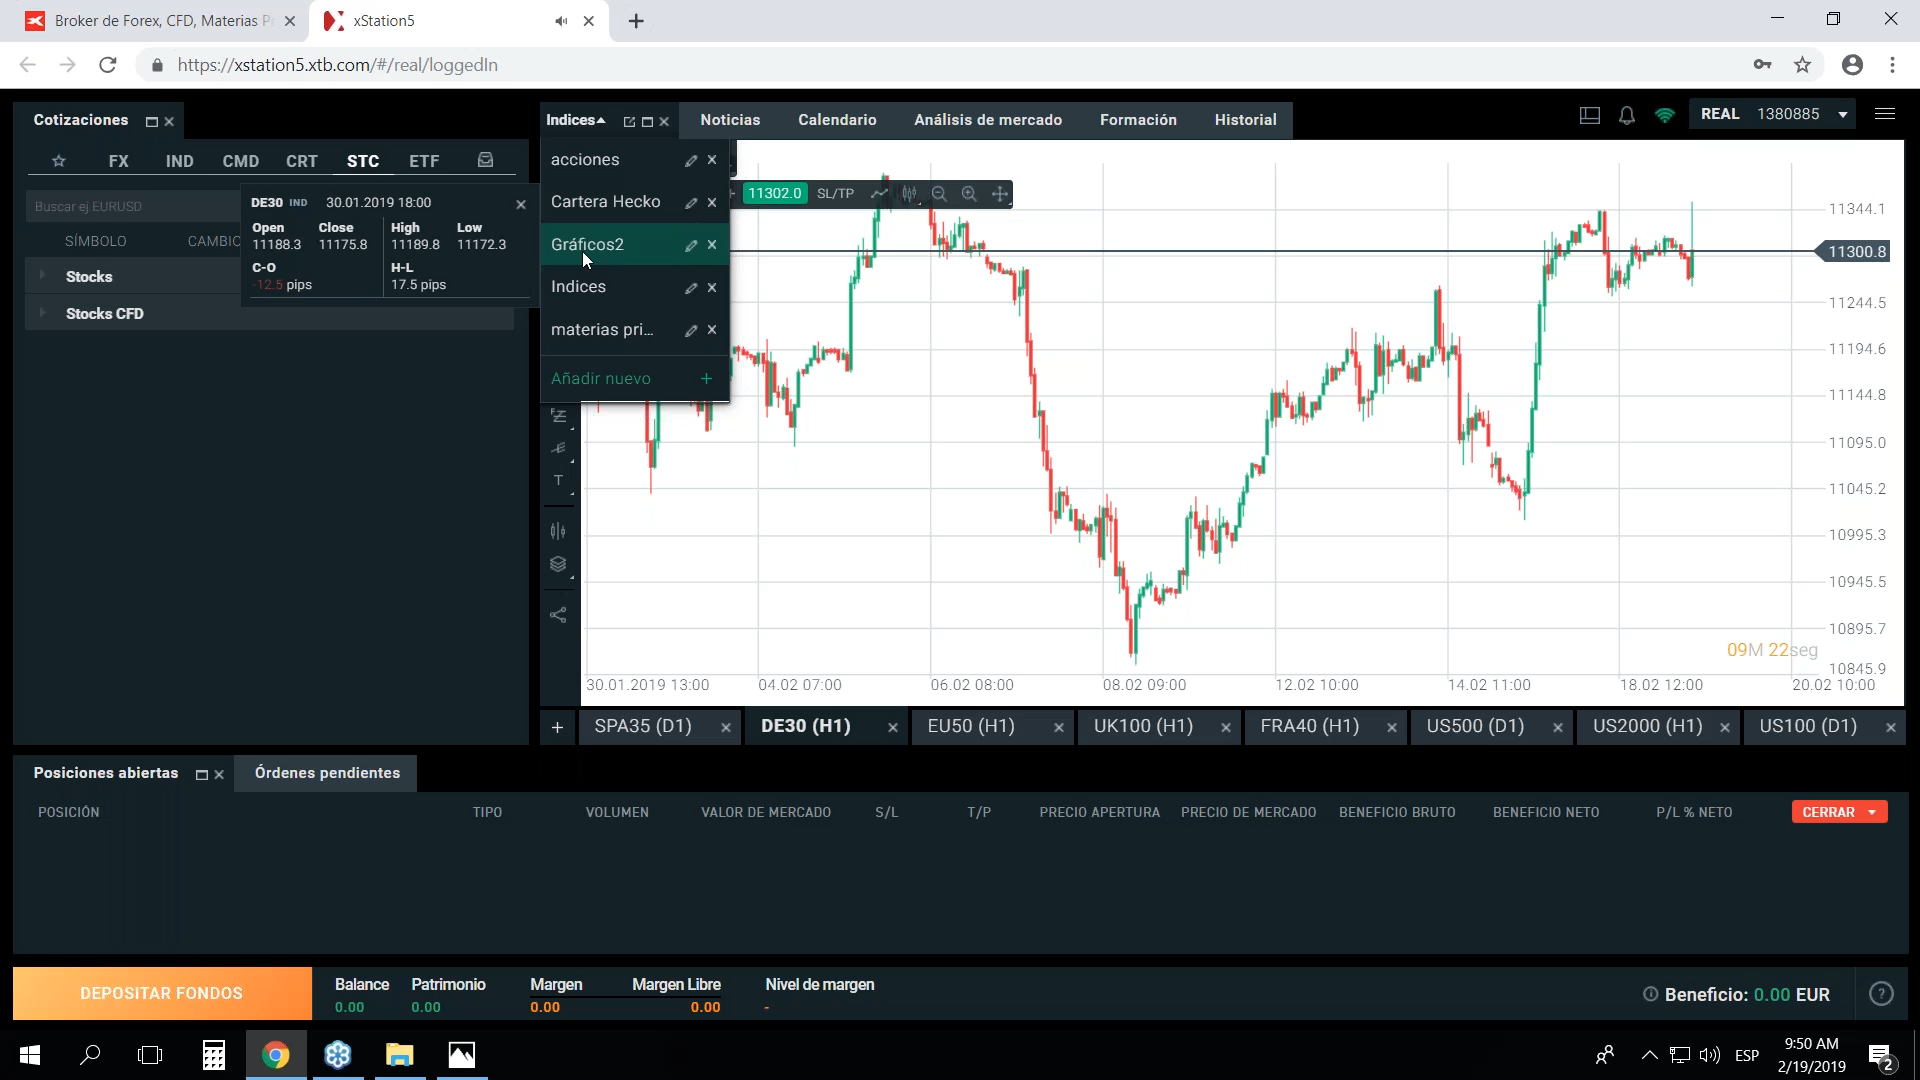 Broker de Forex, CFD, Materias P
xStation5
https://xstation5.xtb.com/#/real/loggedIn
Cotizaciones
Indices
Noticias
Calendario
Análisis de mercado
Formación
Historial
REAL 1380885
FX IND CMD CRT STC ETF
Buscar ej EURUSD
SÍMBOLO CAMBIO
Stocks
Stocks CFD
DE30 IND 30.01.2019 18:00
Open Close High Low
11188.3 11175.8 11189.8 11172.3
C-O H-L
-12.5 pips 17.5 pips
acciones
Cartera Hecko
Gráficos2
Indices
materias pri...
Añadir nuevo +
11302.0 SL/TP
11344.1
11300.8
11244.5
11194.6
11144.8
11095.0
11045.2
10995.3
10945.5
10895.7
10845.9
09M 22seg
30.01.2019 13:00 04.02 07:00 06.02 08:00 08.02 09:00 12.02 10:00 14.02 11:00 18.02 12:00 20.02 10:00
SPA35 (D1) DE30 (H1) EU50 (H1) UK100 (H1) FRA40 (H1) US500 (D1) US2000 (H1) US100 (D1)
Posiciones abiertas
Órdenes pendientes
POSICIÓN TIPO VOLUMEN VALOR DE MERCADO S/L T/P PRECIO APERTURA PRECIO DE MERCADO BENEFICIO BRUTO BENEFICIO NETO P/L % NETO CERRAR
DEPOSITAR FONDOS
Balance Patrimonio Margen Margen Libre Nivel de margen
0.00 0.00 0.00 0.00 -
Beneficio: 0.00 EUR
ESP
9:50 AM
2/19/2019
2